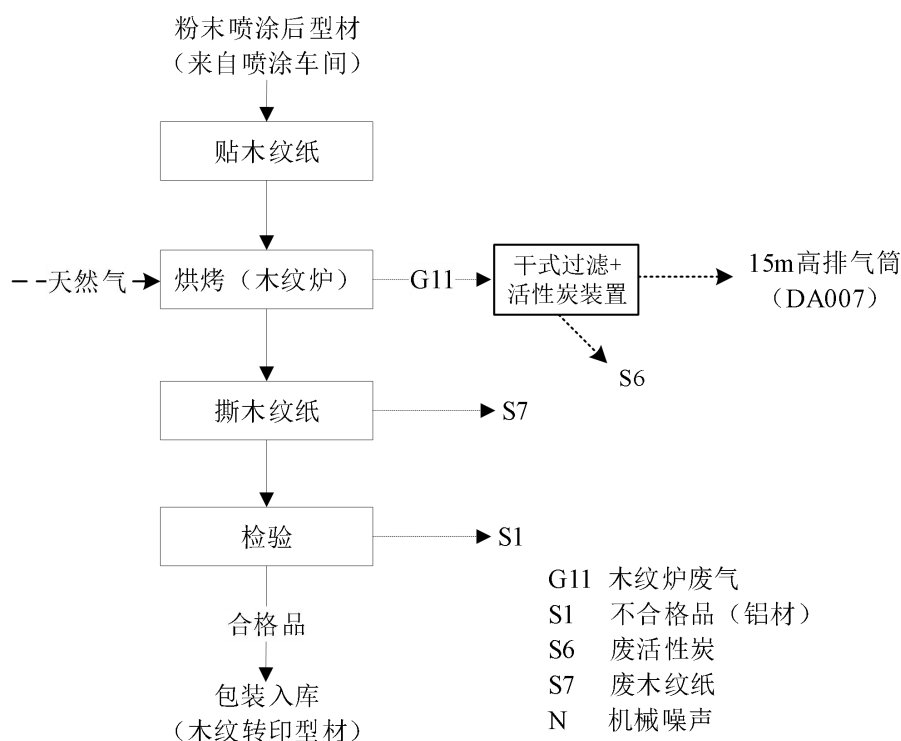 粉末喷涂后型材
（来自喷涂车间）
贴木纹纸
天然气
烘烤（木纹炉）
G11
干式过滤+
活性炭装置
15m高排气筒
（DA007）
S6
撕木纹纸
S7
检验
S1
合格品
包装入库
（木纹转印型材）
G11 木纹炉废气
S1 不合格品（铝材）
S6 废活性炭
S7 废木纹纸
N 机械噪声